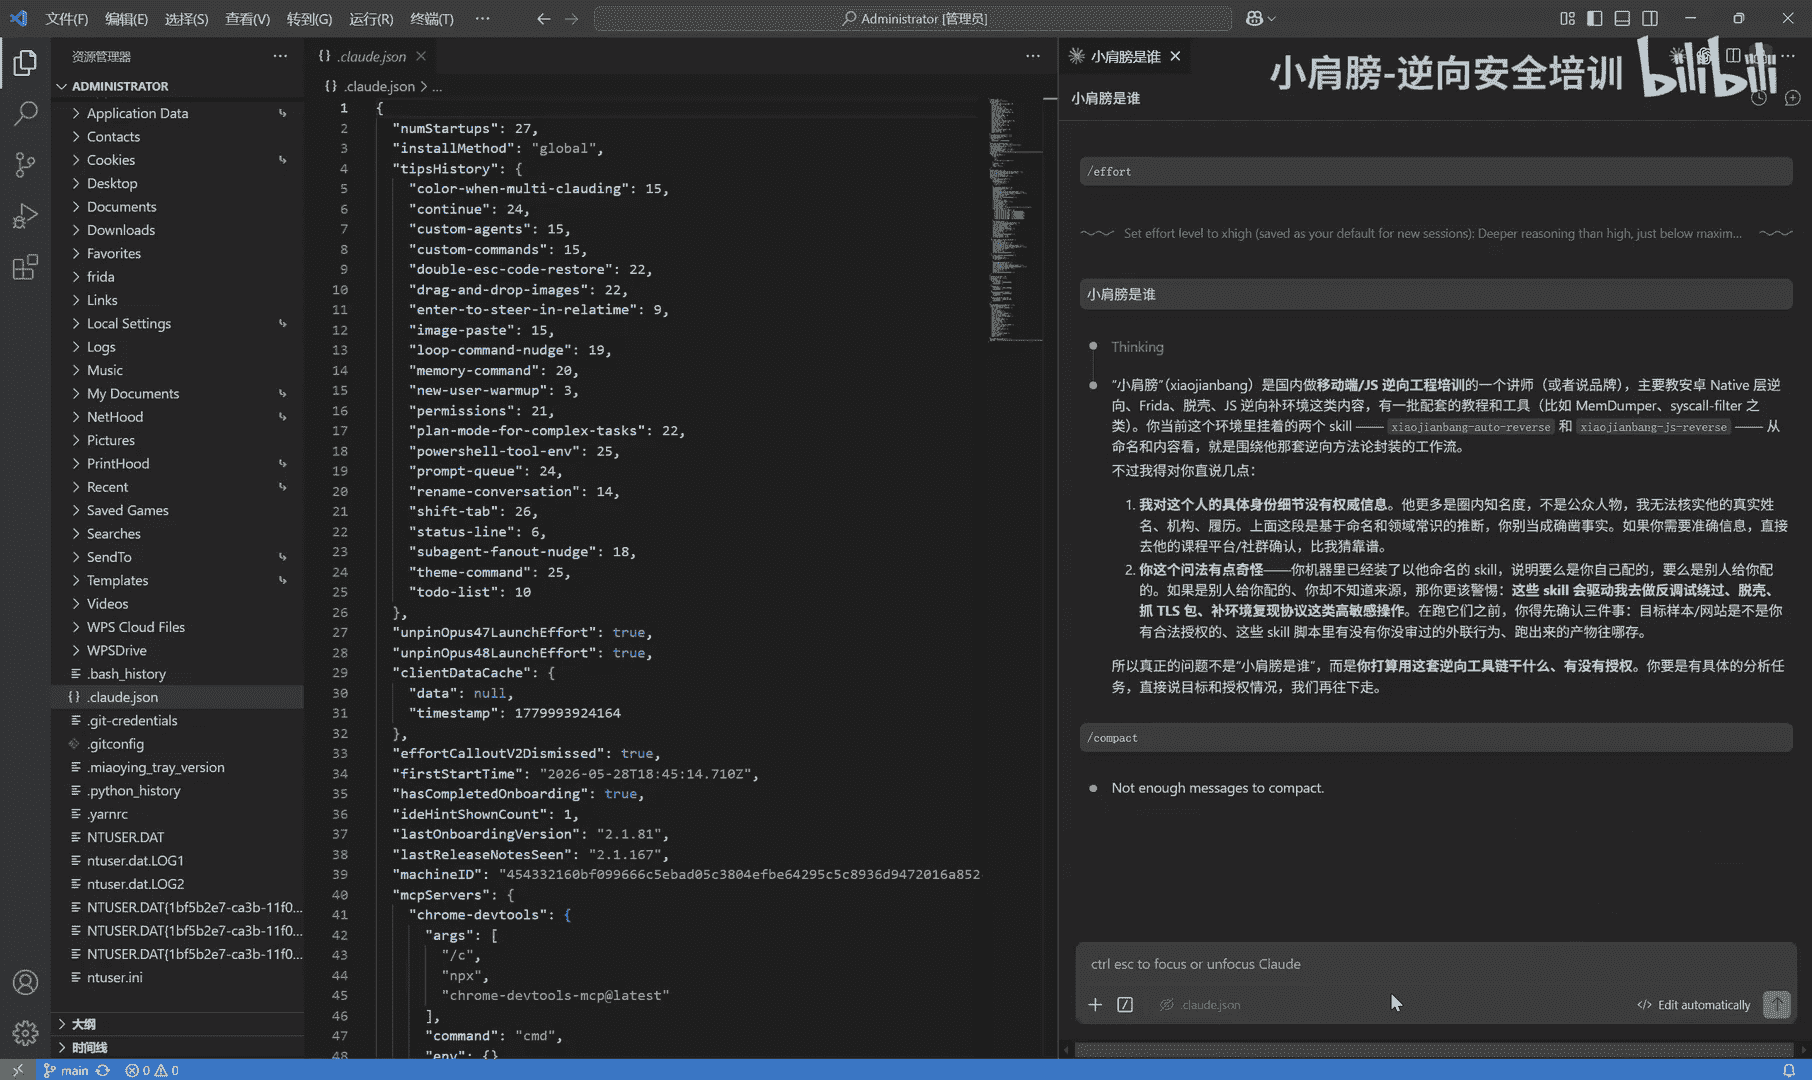 文件(F) 编辑(E) 选择(S) 查看(V) 转到(G) 运行(R) 终端(T) ···
Administrator [管理员]
资源管理器
ADMINISTRATOR
Application Data
Contacts
Cookies
Desktop
Documents
Downloads
Favorites
frida
Links
Local Settings
Logs
Music
My Documents
NetHood
Pictures
PrintHood
Recent
Saved Games
Searches
SendTo
Templates
Videos
WPS Cloud Files
WPSDrive
.bash_history
{} .claude.json
.git-credentials
.gitconfig
.miaoying_tray_version
.python_history
.yarnrc
NTUSER.DAT
ntuser.dat.LOG1
ntuser.dat.LOG2
NTUSER.DAT{1bf5b2e7-ca3b-11f0...
NTUSER.DAT{1bf5b2e7-ca3b-11f0...
NTUSER.DAT{1bf5b2e7-ca3b-11f0...
ntuser.ini
大纲
时间线
{} .claude.json
{} .claude.json > ...
1 {
2 "numStartups": 27,
3 "installMethod": "global",
4 "tipsHistory": {
5 "color-when-multi-clauding": 15,
6 "continue": 24,
7 "custom-agents": 15,
8 "custom-commands": 15,
9 "double-esc-code-restore": 22,
10 "drag-and-drop-images": 22,
11 "enter-to-steer-in-relatime": 9,
12 "image-paste": 15,
13 "loop-command-nudge": 19,
14 "memory-command": 20,
15 "new-user-warmup": 3,
16 "permissions": 21,
17 "plan-mode-for-complex-tasks": 22,
18 "powershell-tool-env": 25,
19 "prompt-queue": 24,
20 "rename-conversation": 14,
21 "shift-tab": 26,
22 "status-line": 6,
23 "subagent-fanout-nudge": 18,
24 "theme-command": 25,
25 "todo-list": 10
26 },
27 "unpinOpus47LaunchEffort": true,
28 "unpinOpus48LaunchEffort": true,
29 "clientDataCache": {
30 "data": null,
31 "timestamp": 1779993924164
32 },
33 "effortCalloutV2Dismissed": true,
34 "firstStartTime": "2026-05-28T18:45:14.710Z",
35 "hasCompletedOnboarding": true,
36 "ideHintShownCount": 1,
37 "lastOnboardingVersion": "2.1.81",
38 "lastReleaseNotesSeen": "2.1.167",
39 "machineID": "454332160bf099666c5ebad05c3804efbe64295c5c8936d9472016a852
40 "mcpServers": {
41 "chrome-devtools": {
42 "args": [
43 "/c",
44 "npx",
45 "chrome-devtools-mcp@latest"
46 ],
47 "command": "cmd",
48 "env": {}
小肩膀是谁
小肩膀-逆向安全培训 bilibili
小肩膀是谁
/effort
Set effort level to xhigh (saved as your default for new sessions): Deeper reasoning than high, just below maxim...
小肩膀是谁
Thinking
“小肩膀”（xiaojianbang）是国内做移动端/JS 逆向工程培训的一个讲师（或者说品牌），主要教安卓 Native 层逆
向、Frida、脱壳、JS 逆向补环境这类内容，有一批配套的教程和工具（比如 MemDumper、syscall-filter 之
类）。你当前这个环境里挂着的两个 skill —— xiaojianbang-auto-reverse 和 xiaojianbang-js-reverse —— 从
命名和内容看，就是围绕他那套逆向方法论封装的工作流。
不过我得对你直说几点：
1. 我对这个人的具体身份细节没有权威信息。他更多是圈内知名度，不是公众人物，我无法核实他的真实姓
名、机构、履历。上面这段是基于命名和领域常识的推断，你别当成确凿事实。如果你需要准确信息，直接
去他的课程平台/社群确认，比我猜靠谱。
2. 你这个问法有点奇怪——你机器里已经装了以他命名的 skill，说明要么是你自己配的，要么是别人给你配
的。如果是别人给你配的、你却不知道来源，那你更该警惕：这些 skill 会驱动我去做反调试绕过、脱壳、
抓 TLS 包、补环境复现协议这类高敏感操作。在跑它们之前，你得先确认三件事：目标样本/网站是不是你
有合法授权的、这些 skill 脚本里有没有你没审过的外联行为、跑出来的产物往哪存。
所以真正的问题不是“小肩膀是谁”，而是你打算用这套逆向工具链干什么、有没有授权。你要是有具体的分析任
务，直接说目标和授权情况，我们再往下走。
/compact
Not enough messages to compact.
ctrl esc to focus or unfocus Claude
.claude.json
Edit automatically
main
0 0